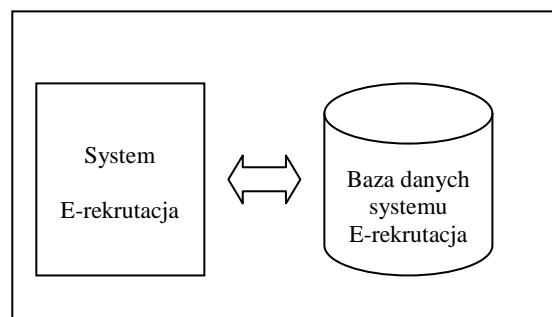 System
E-rekrutacja
Baza danych
systemu
E-rekrutacja